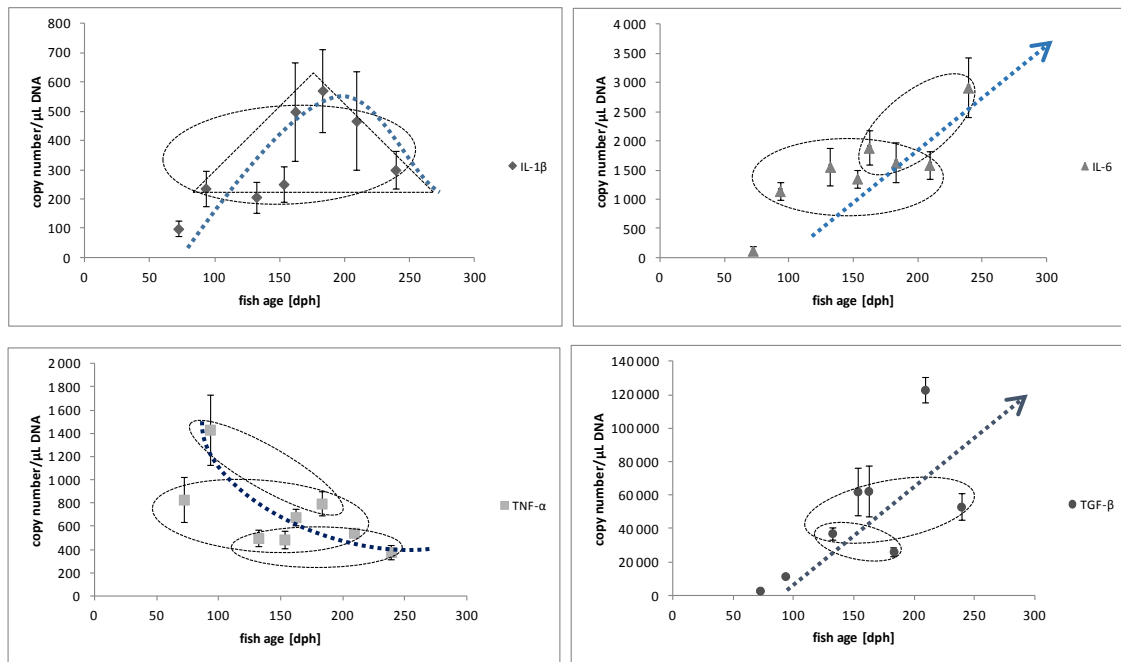 800
700
600
500
400
300
200
100
0
0 50 100 150 200 250 300
copy number/µL DNA
fish age [dph]
IL-1β
4 000
3 500
3 000
2 500
2 000
1 500
1 000
500
0
0 50 100 150 200 250 300
copy number/µL DNA
fish age [dph]
IL-6
2 000
1 800
1 600
1 400
1 200
1 000
800
600
400
200
0
0 50 100 150 200 250 300
copy number/µL DNA
fish age [dph]
TNF-α
140 000
120 000
100 000
80 000
60 000
40 000
20 000
0
0 50 100 150 200 250 300
copy number/µL DNA
fish age [dph]
TGF-β